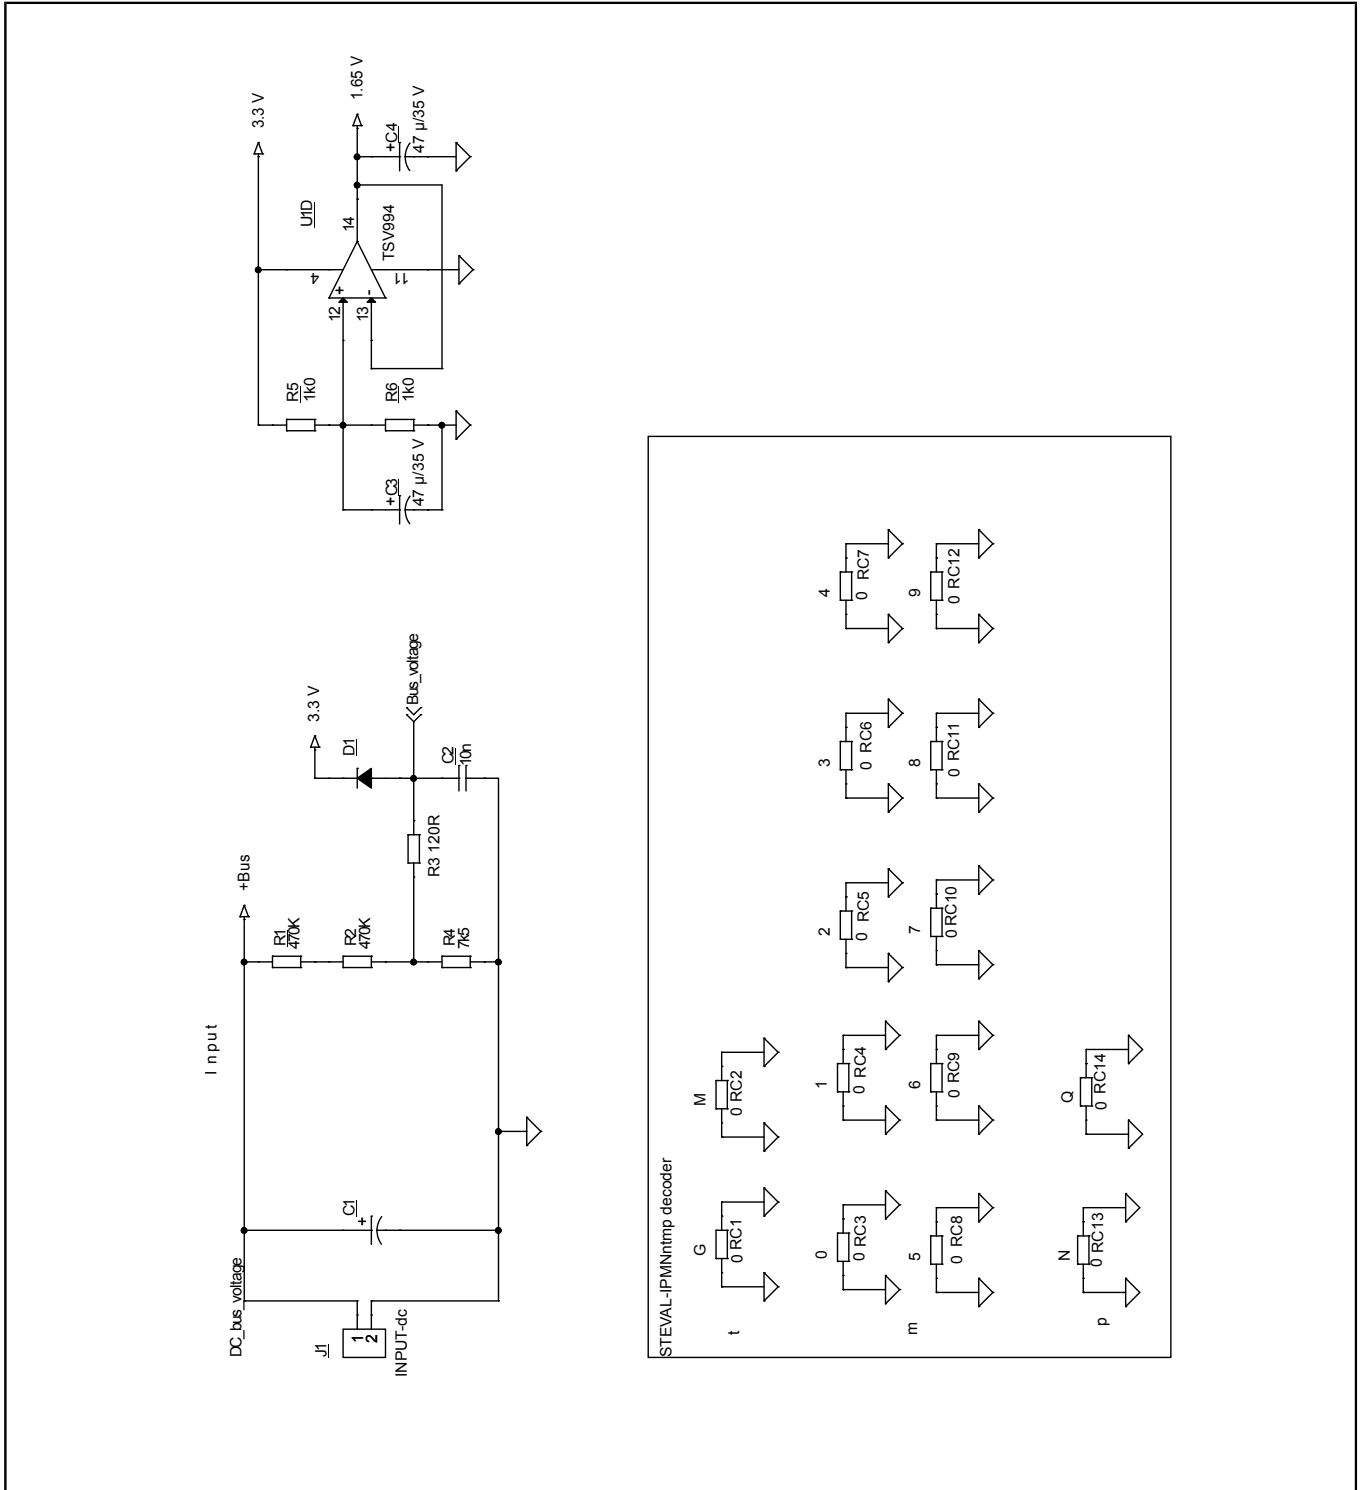 Input
DC_bus_voltage
J1
1
2
INPUT-dc
C1
+
+Bus
R1
470K
R2
470K
R4
7k5
R3 120R
3.3 V
D1
C2
10n
Bus_voltage
3.3 V
R5
1k0
R6
1k0
+C3
47 µ/35 V
U1D
4
12
+
13
-
11
14
TSV994
1.65 V
+C4
47 µ/35 V
STEVAL-IPMNntmp decoder
t
G
0 RC1
M
0 RC2
m
0
0 RC3
1
0 RC4
2
0 RC5
3
0 RC6
4
0 RC7
5
0 RC8
6
0 RC9
7
0 RC10
8
0 RC11
9
0 RC12
p
N
0 RC13
Q
0 RC14